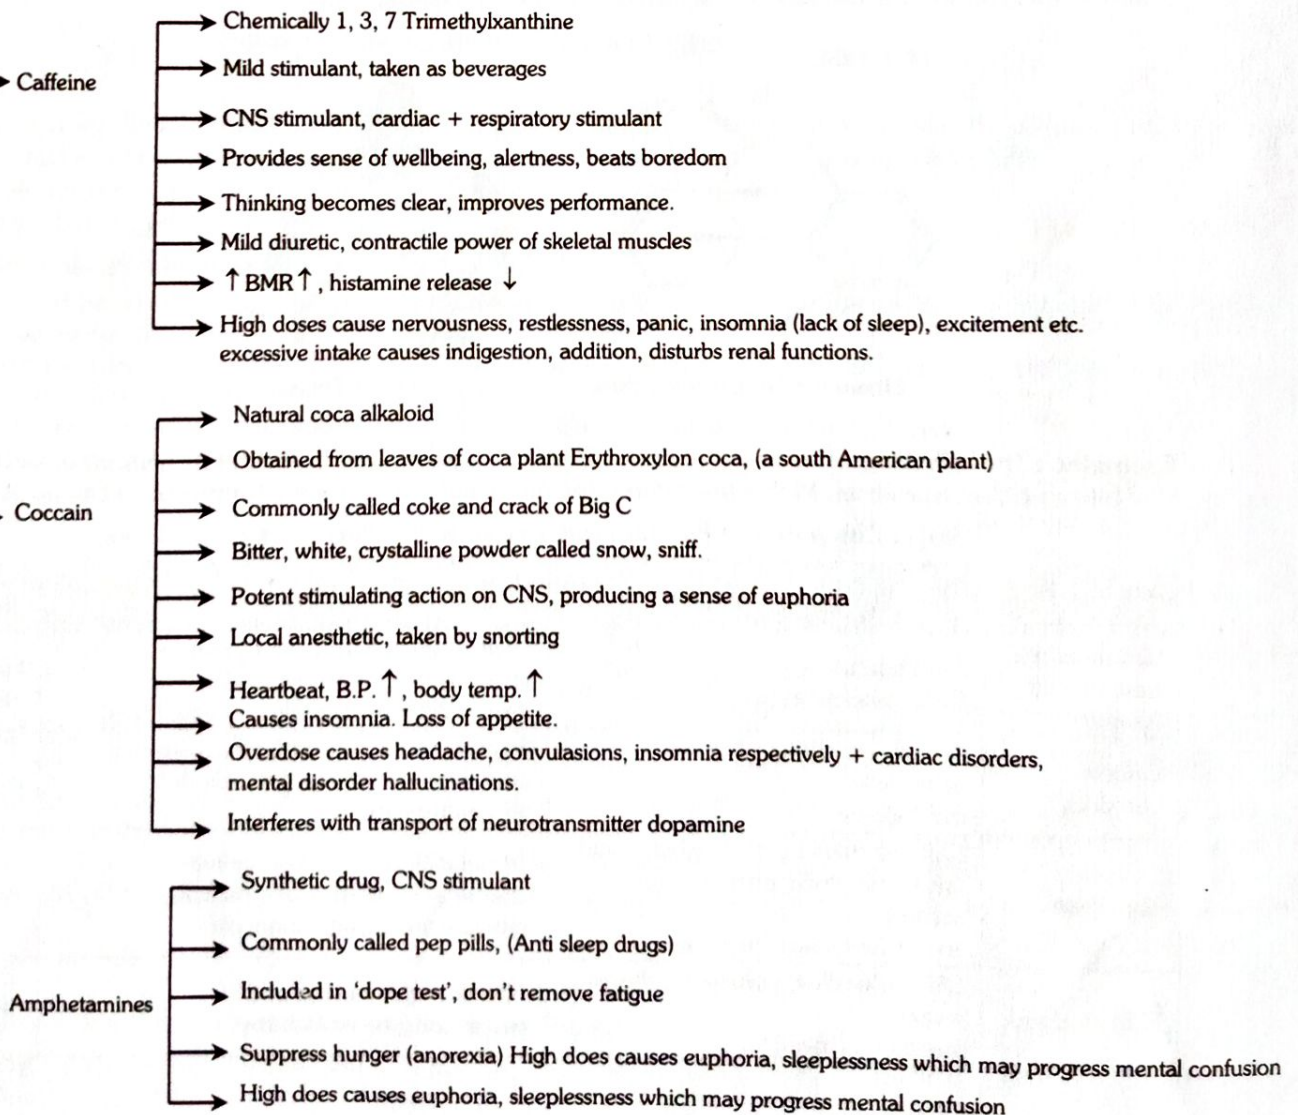 Chemically 1, 3, 7 Trimethylxanthine
Caffeine
Mild stimulant, taken as beverages
CNS stimulant, cardiac + respiratory stimulant
Provides sense of wellbeing, alertness, beats boredom
Thinking becomes clear, improves performance.
Mild diuretic, contractile power of skeletal muscles
↑ BMR ↑ , histamine release ↓
High doses cause nervousness, restlessness, panic, insomnia (lack of sleep), excitement etc.
excessive intake causes indigestion, addition, disturbs renal functions.
Natural coca alkaloid
Obtained from leaves of coca plant Erythroxylon coca, (a south American plant)
Coccain
Commonly called coke and crack of Big C
Bitter, white, crystalline powder called snow, sniff.
Potent stimulating action on CNS, producing a sense of euphoria
Local anesthetic, taken by snorting
Heartbeat, B.P. ↑ , body temp. ↑
Causes insomnia. Loss of appetite.
Overdose causes headache, convulasions, insomnia respectively + cardiac disorders,
mental disorder hallucinations.
Interferes with transport of neurotransmitter dopamine
Synthetic drug, CNS stimulant
Commonly called pep pills, (Anti sleep drugs)
Amphetamines
Included in ‘dope test’, don’t remove fatigue
Suppress hunger (anorexia) High does causes euphoria, sleeplessness which may progress mental confusion
High does causes euphoria, sleeplessness which may progress mental confusion